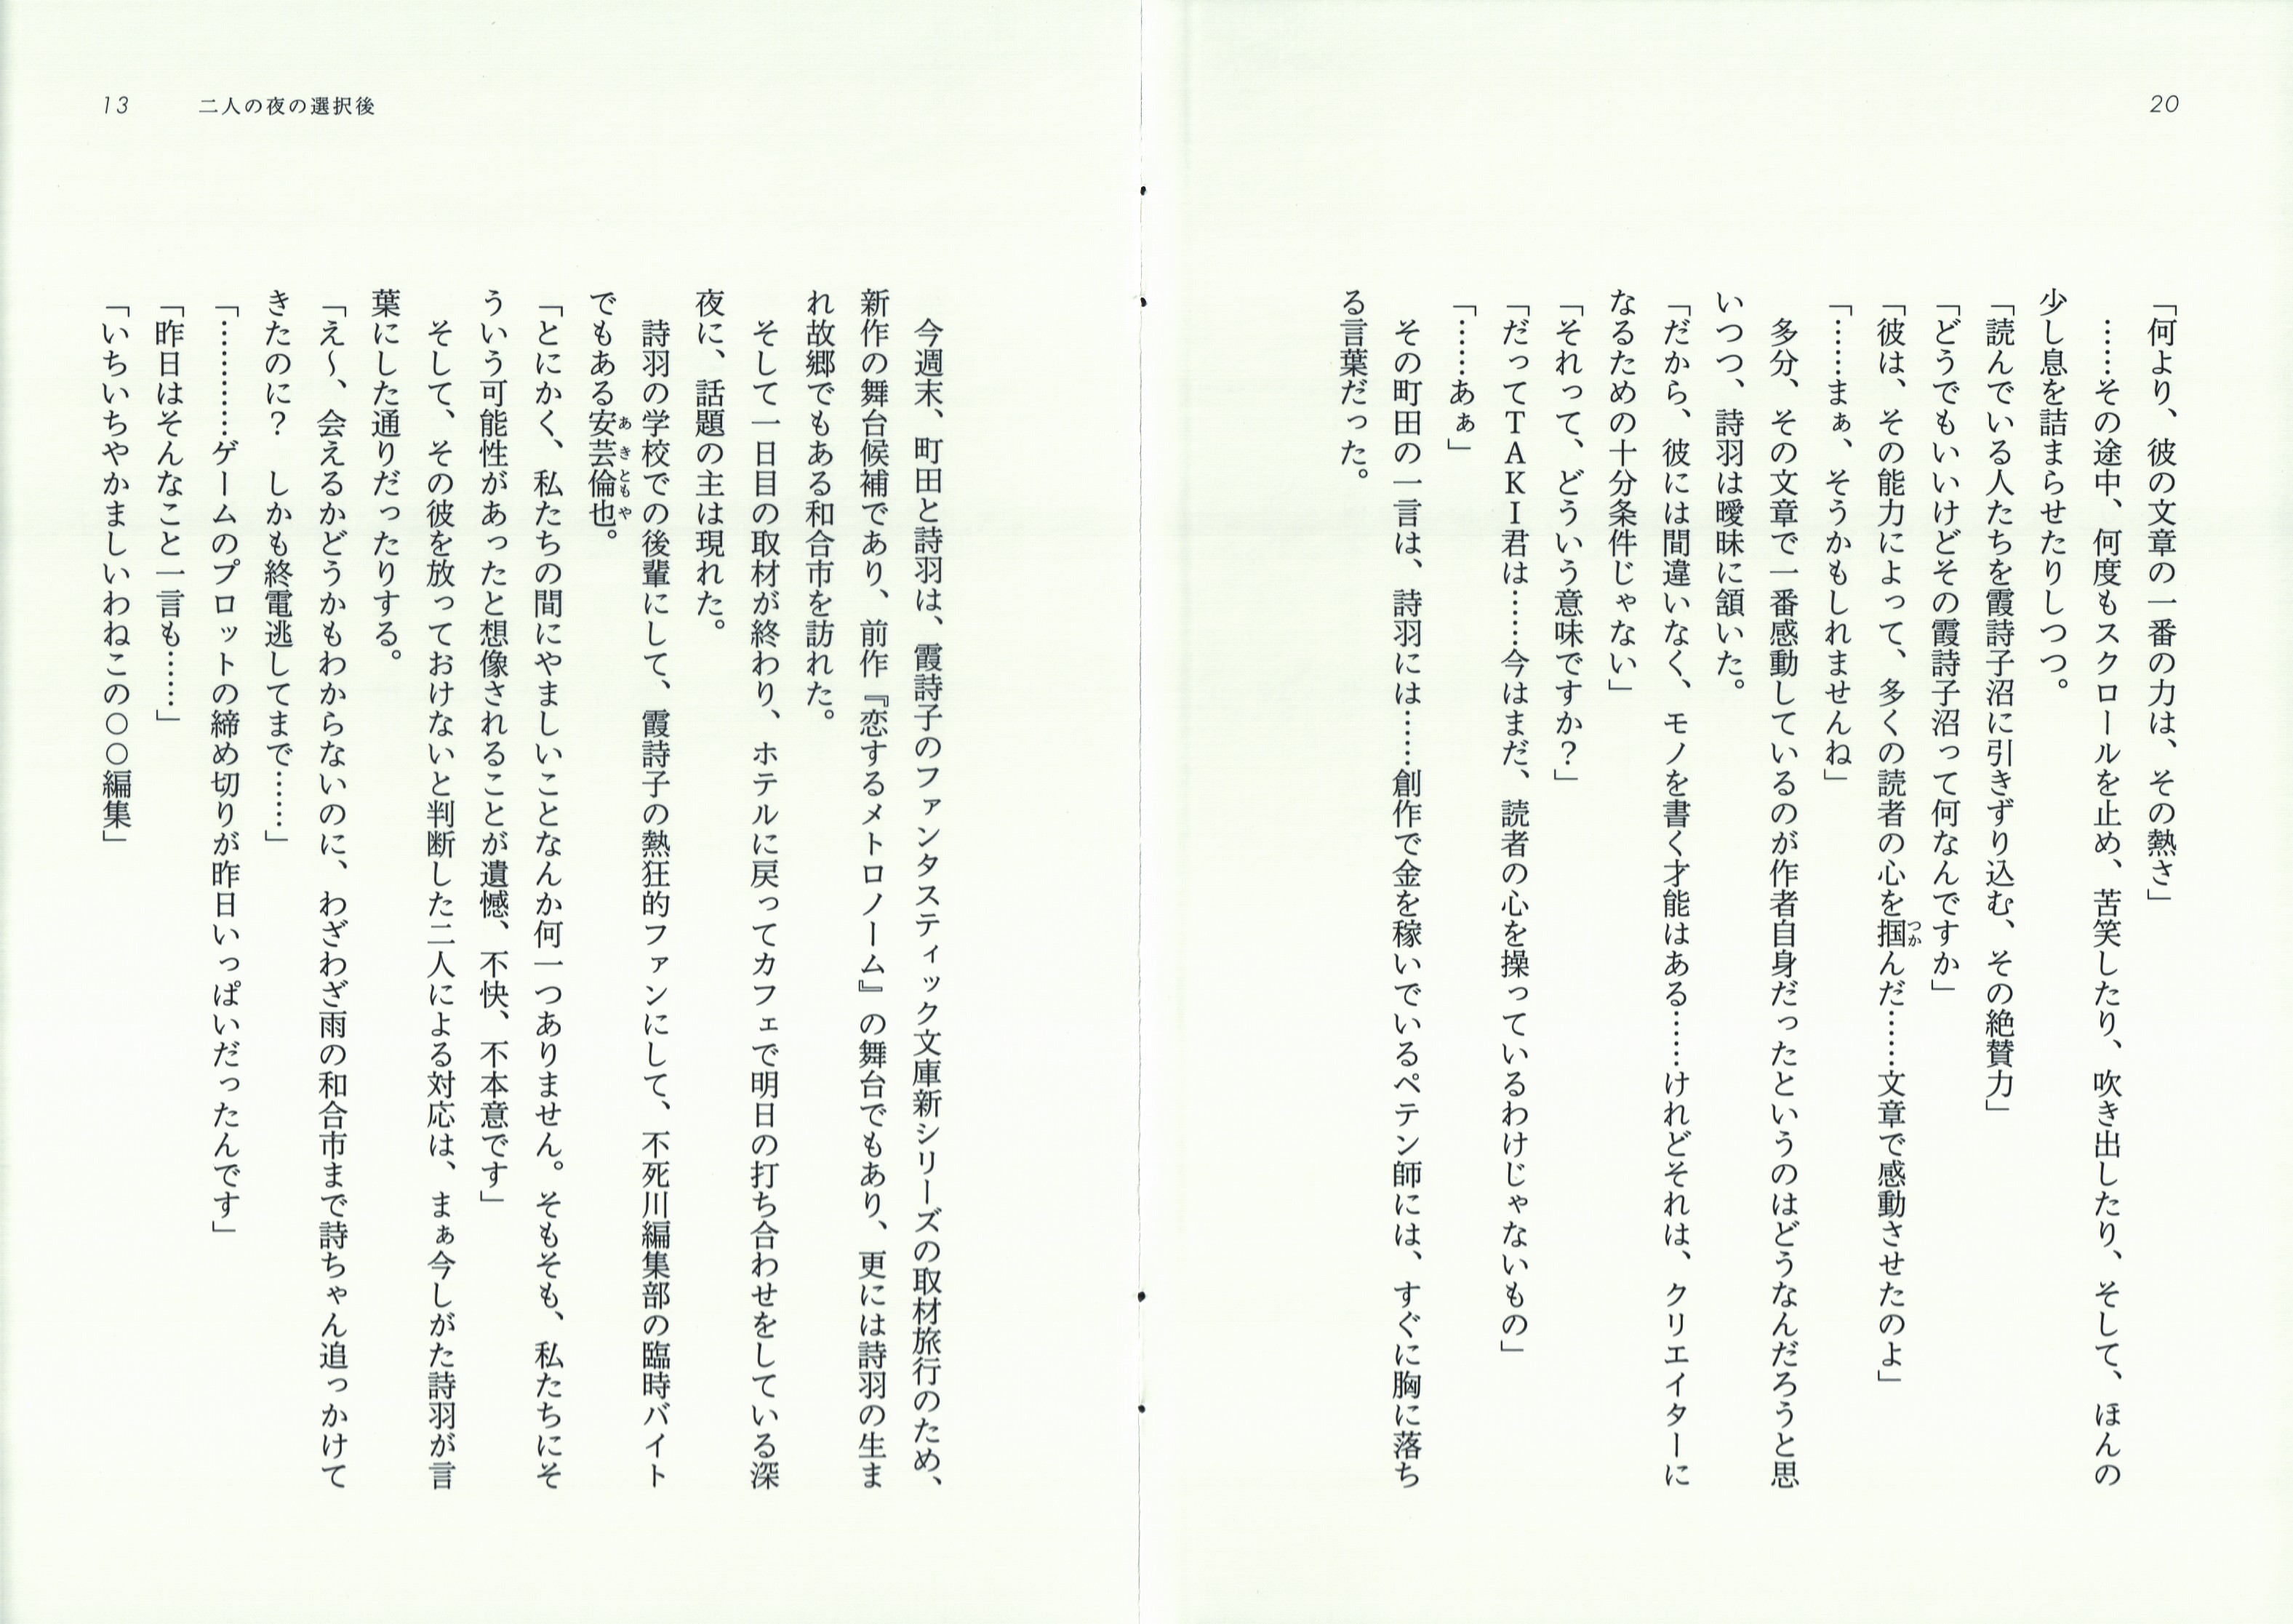 20
「何より、彼の文章の一番の力は、その熱さ」
……その途中、何度もスクロールを止め、苦笑したり、吹き出したり、そして、ほんの
少し息を詰まらせたりしつつ。
「読んでいる人たちを霞詩子沼に引きずり込む、その絶賛力」
「どうでもいいけどその霞詩子沼って何なんですか」
「彼は、その能力によって、多くの読者の心を掴んだ……文章で感動させたのよ」
「……まぁ、そうかもしれませんね」
多分、その文章で一番感動しているのが作者自身だったというのはどうなんだろうと思
いつつ、詩羽は曖昧に頷いた。
「だから、彼には間違いなく、モノを書く才能はある……けれどそれは、クリエイターに
なるための十分条件じゃない」
「それって、どういう意味ですか？」
「だってＴＡＫＩ君は……今はまだ、読者の心を操っているわけじゃないもの」
「……あぁ」
その町田の一言は、詩羽には……創作で金を稼いでいるペテン師には、すぐに胸に落ち
る言葉だった。
13 二人の夜の選択後
今週末、町田と詩羽は、霞詩子のファンタスティック文庫新シリーズの取材旅行のため、
新作の舞台候補であり、前作『恋するメトロノーム』の舞台でもあり、更には詩羽の生ま
れ故郷でもある和合市を訪れた。
そして一日目の取材が終わり、ホテルに戻ってカフェで明日の打ち合わせをしている深
夜に、話題の主は現れた。
詩羽の学校での後輩にして、霞詩子の熱狂的ファンにして、不死川編集部の臨時バイト
でもある安芸倫也。
「とにかく、私たちの間にやましいことなんか何一つありません。そもそも、私たちにそ
ういう可能性があったと想像されることが遺憾、不快、不本意です」
そして、その彼を放っておけないと判断した二人による対応は、まぁ今しがた詩羽が言
葉にした通りだったりする。
「え～、会えるかどうかもわからないのに、わざわざ雨の和合市まで詩ちゃん追っかけて
きたのに？　しかも終電逃してまで……」
「…………ゲームのプロットの締め切りが昨日いっぱいだったんです」
「昨日はそんなこと一言も……」
「いちいちやかましいわねこの○○編集」